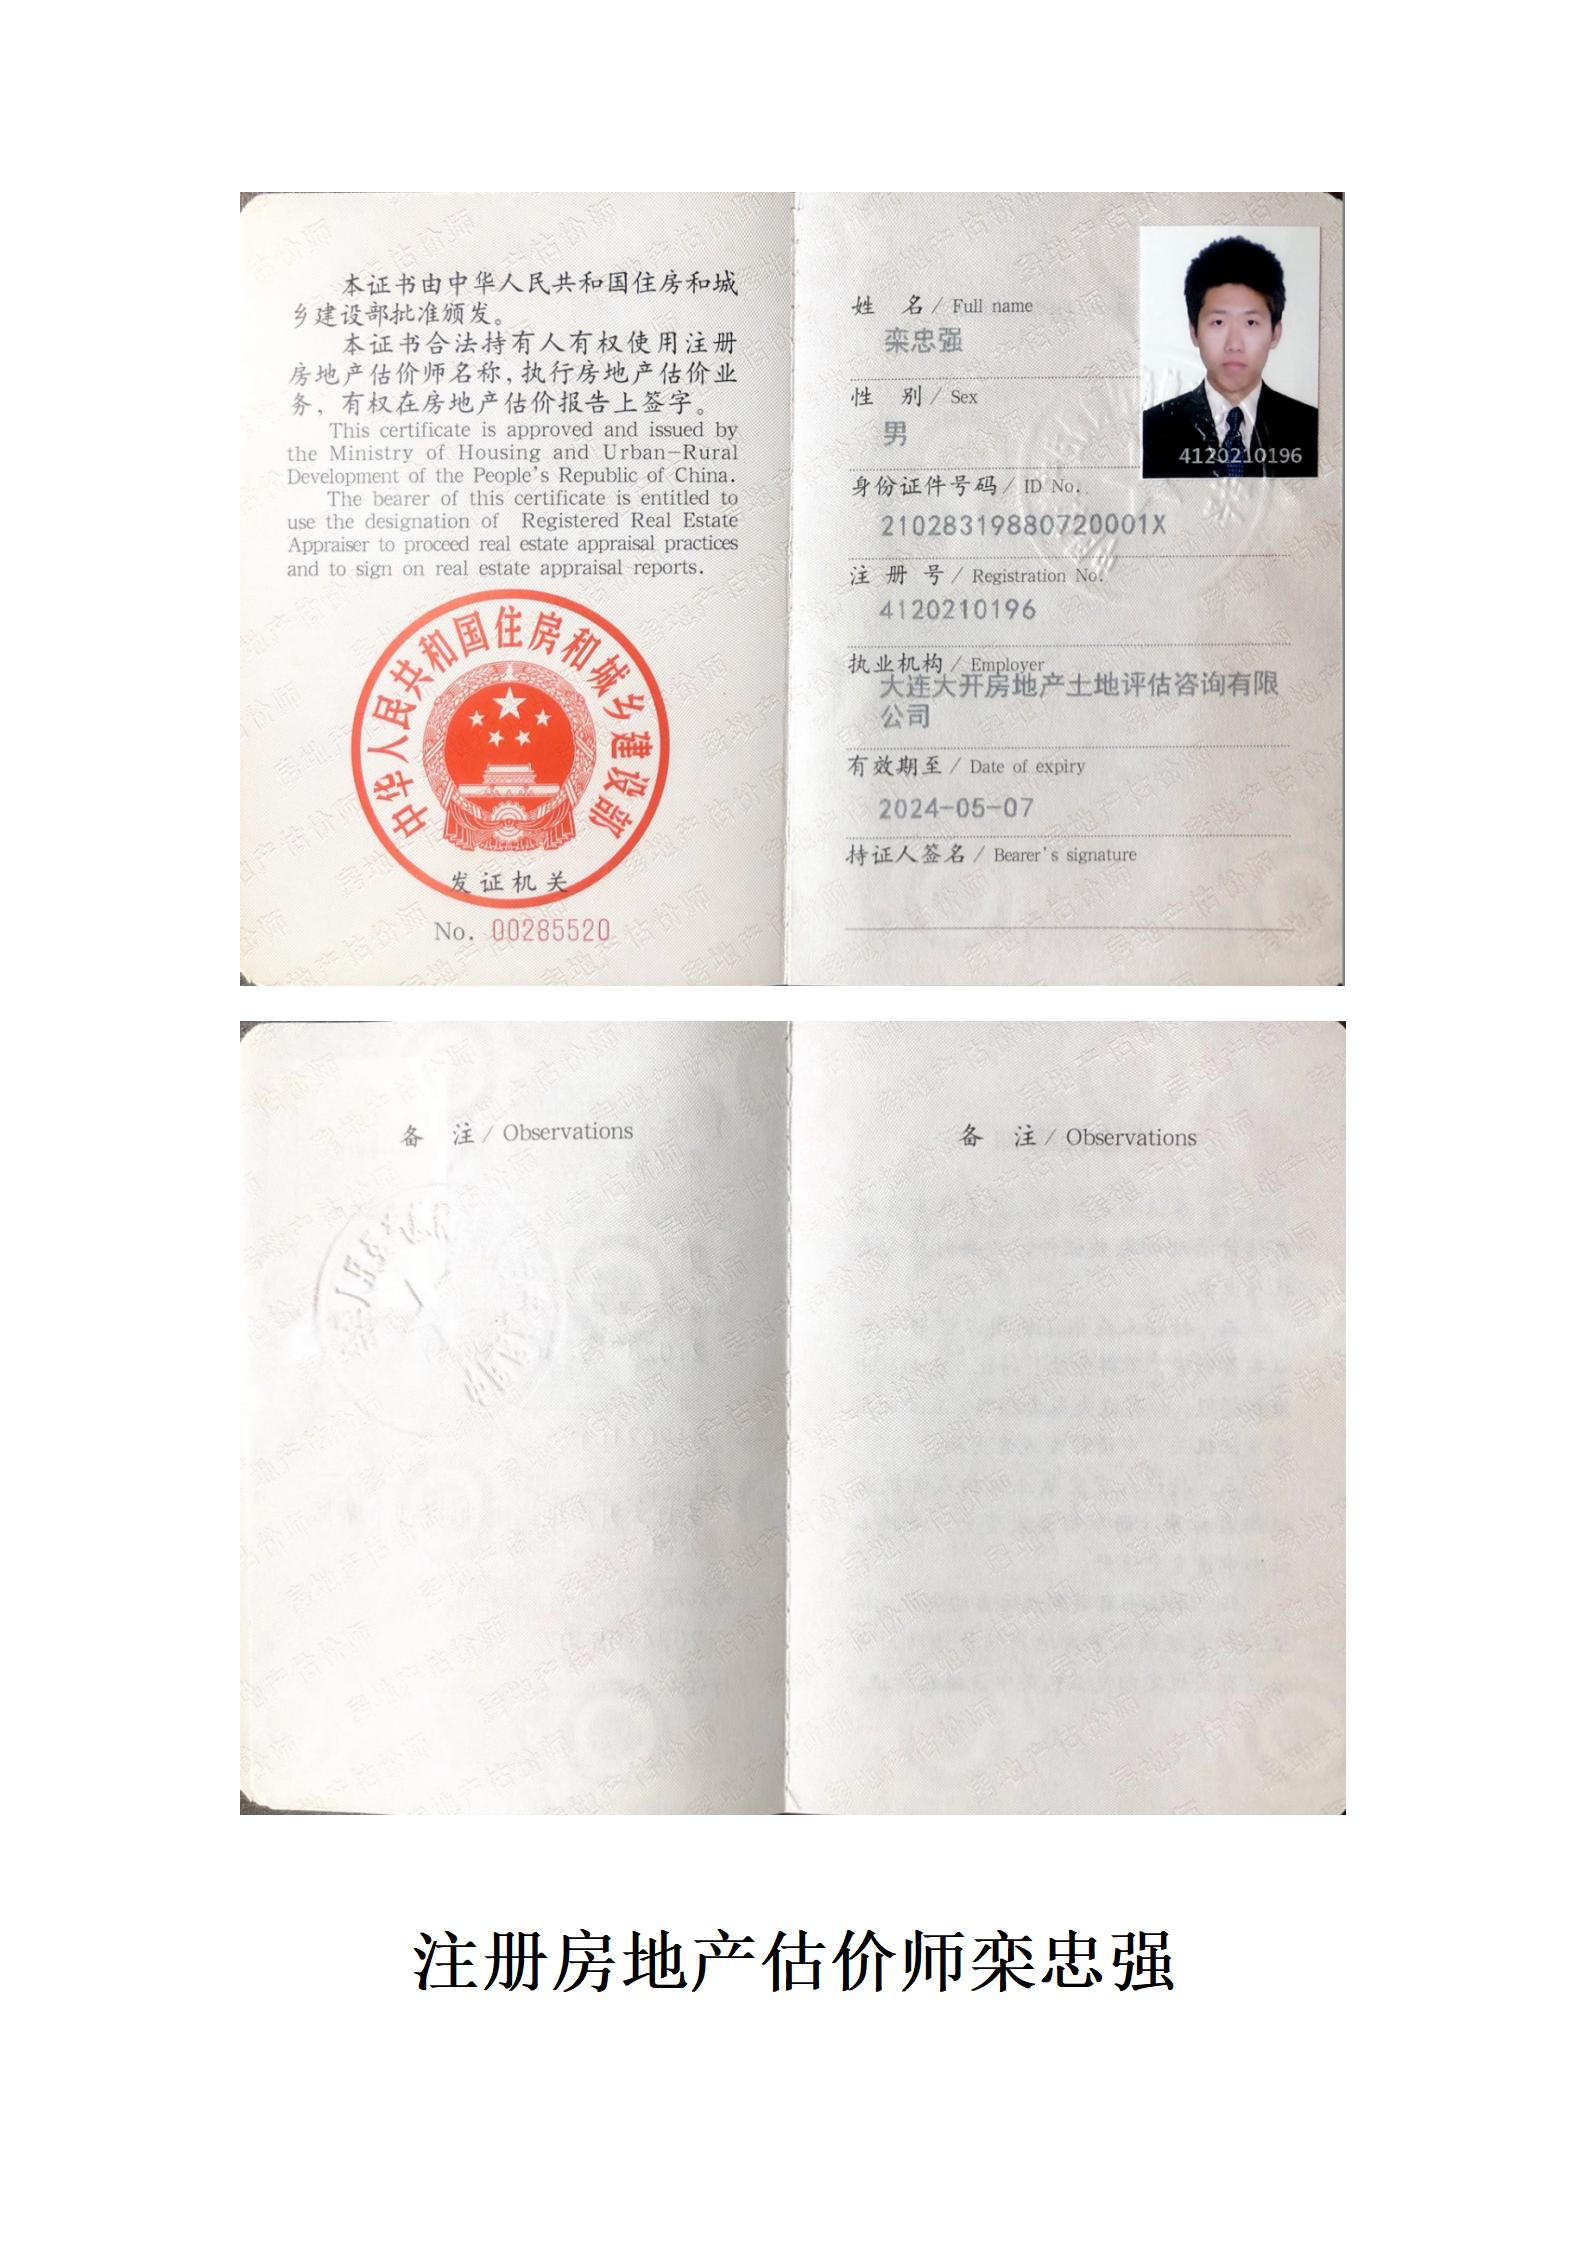 本证书由中华人民共和国住房和城
乡建设部批准颁发。
本证书合法持有人有权使用注册
房地产估价师名称，执行房地产估价业
务，有权在房地产估价报告上签字。
This certificate is approved and issued by
the Ministry of Housing and Urban-Rural
Development of the People's Republic of China.
The bearer of this certificate is entitled to
use the designation of Registered Real Estate
Appraiser to proceed real estate appraisal practices
and to sign on real estate appraisal reports.
中华人民共和国住房和城乡建设部
发证机关
No. 00285520
姓 名 / Full name
栾忠强
性 别 / Sex
男
身份证件号码 / ID No.
21028319880720001X
注 册 号 / Registration No.
4120210196
执业机构 / Employer
大连大开房地产土地评估咨询有限
公司
有效期至 / Date of expiry
2024-05-07
持证人签名 / Bearer's signature
4120210196
备 注 / Observations
备 注 / Observations
注册房地产估价师栾忠强